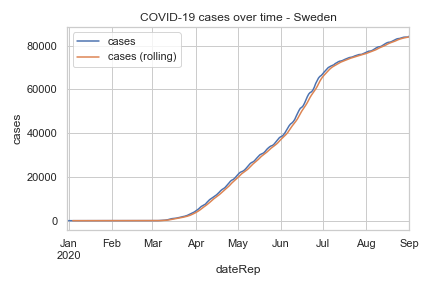 COVID-19 cases over time - Sweden
cases
cases (rolling)
80000
60000
40000
20000
0
cases
Jan Feb Mar Apr May Jun Jul Aug Sep
2020
dateRep